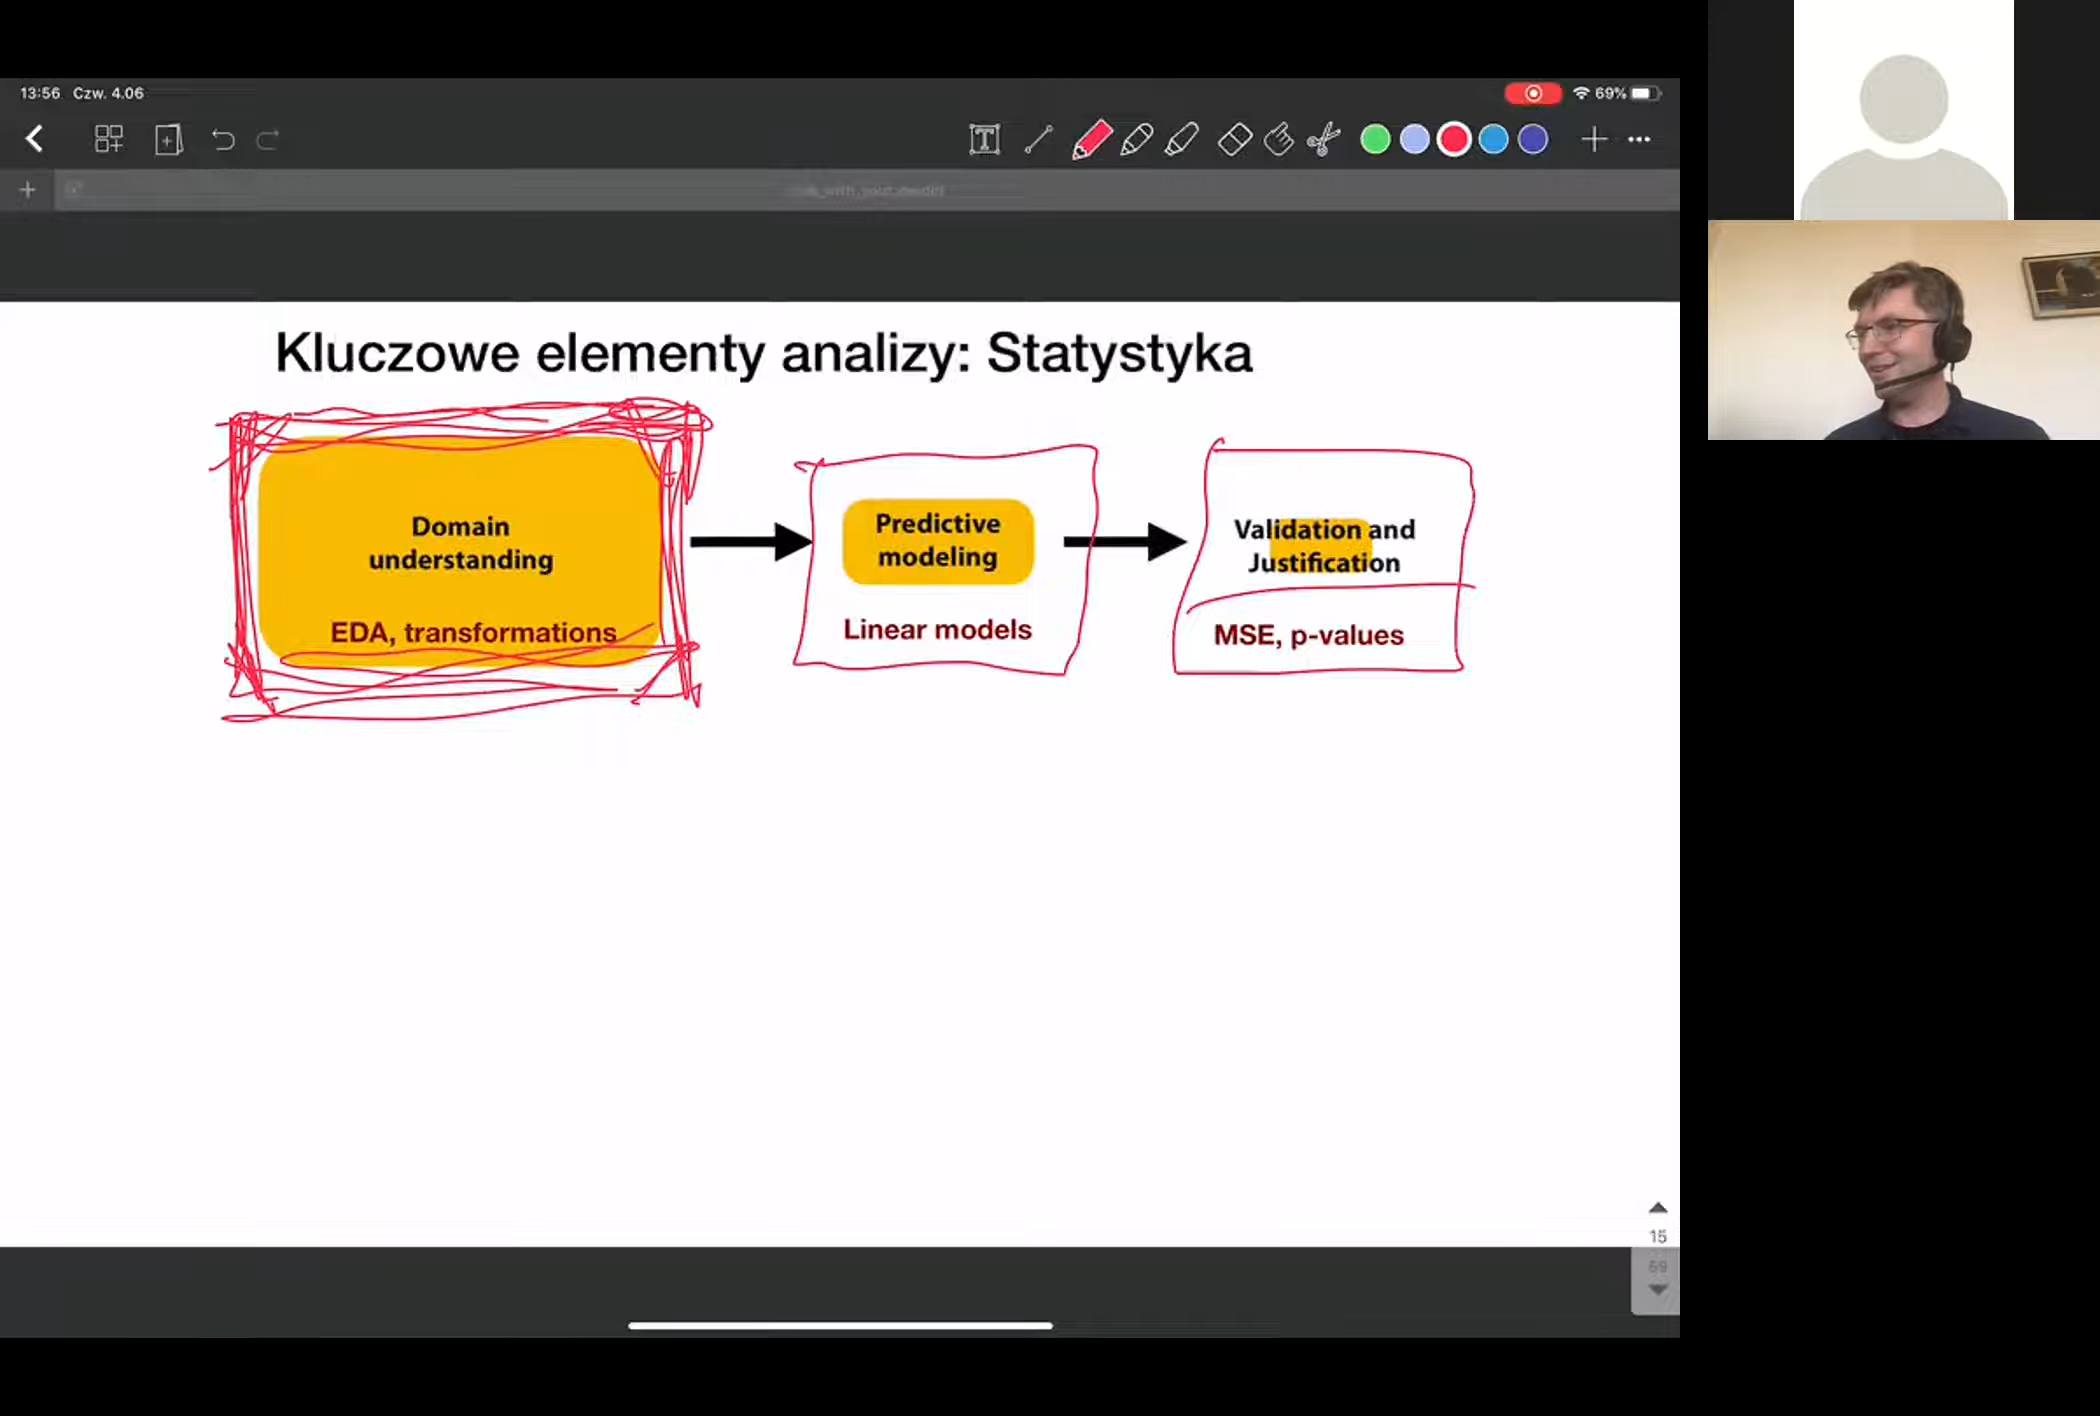 13:56 Czw. 4.06
69%
Kluczowe elementy analizy: Statystyka
Domain
understanding
EDA, transformations
Predictive
modeling
Linear models
Validation and
Justification
MSE, p-values
15
59